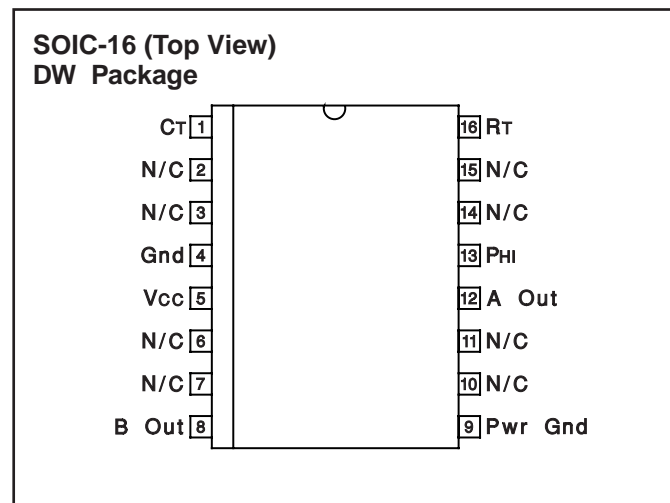 SOIC-16 (Top View)
DW Package
CT 1 16 RT
N/C 2 15 N/C
N/C 3 14 N/C
Gnd 4 13 PHI
Vcc 5 12 A Out
N/C 6 11 N/C
N/C 7 10 N/C
B Out 8 9 Pwr Gnd